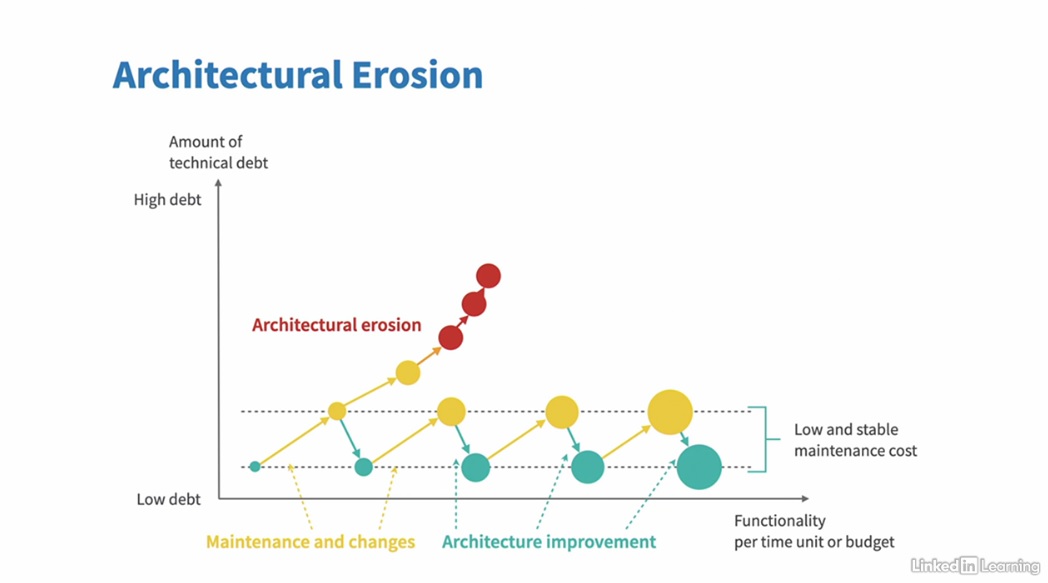 Architectural Erosion
Amount of
technical debt
High debt
Architectural erosion
Low and stable
maintenance cost
Low debt
Functionality
per time unit or budget
Maintenance and changes
Architecture improvement
LinkedIn Learning